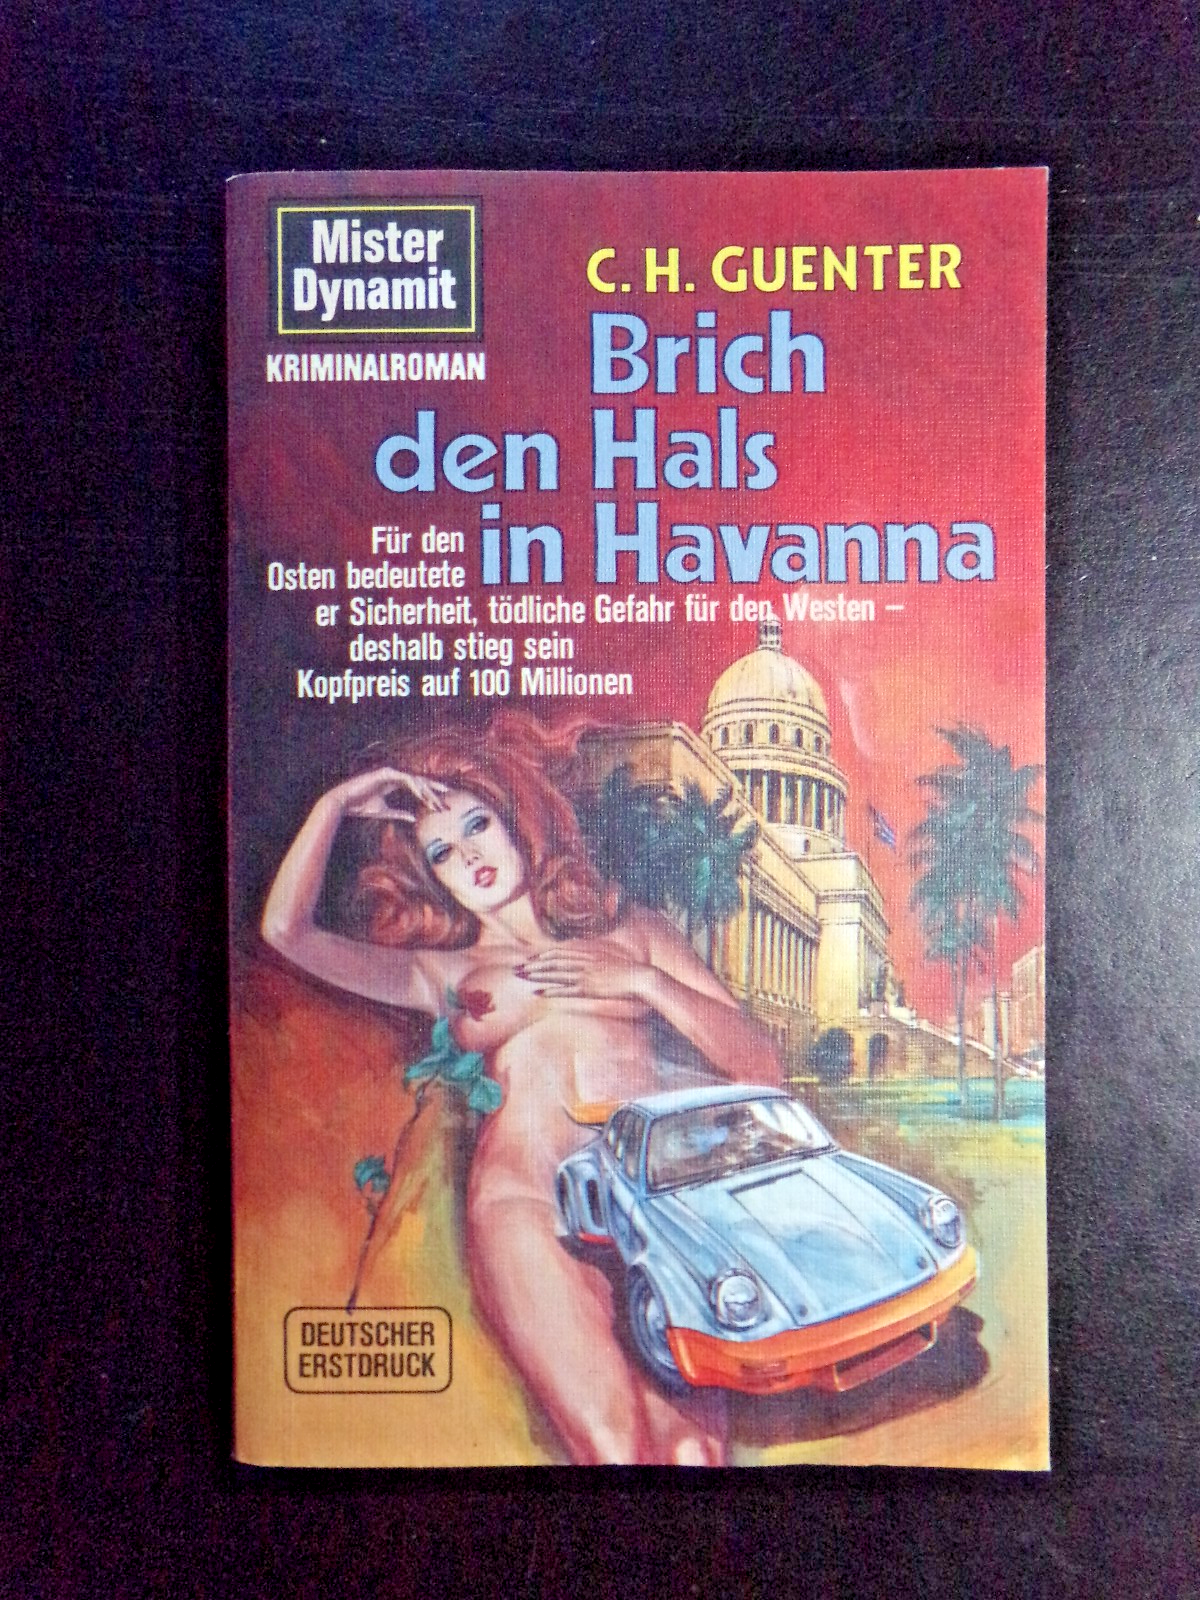 Mister
Dynamit
KRIMINALROMAN
C. H. GUENTER
Brich
den Hals
in Havanna
Für den
Osten bedeutete
er Sicherheit, tödliche Gefahr für den Westen –
deshalb stieg sein
Kopfpreis auf 100 Millionen
DEUTSCHER
ERSTDRUCK